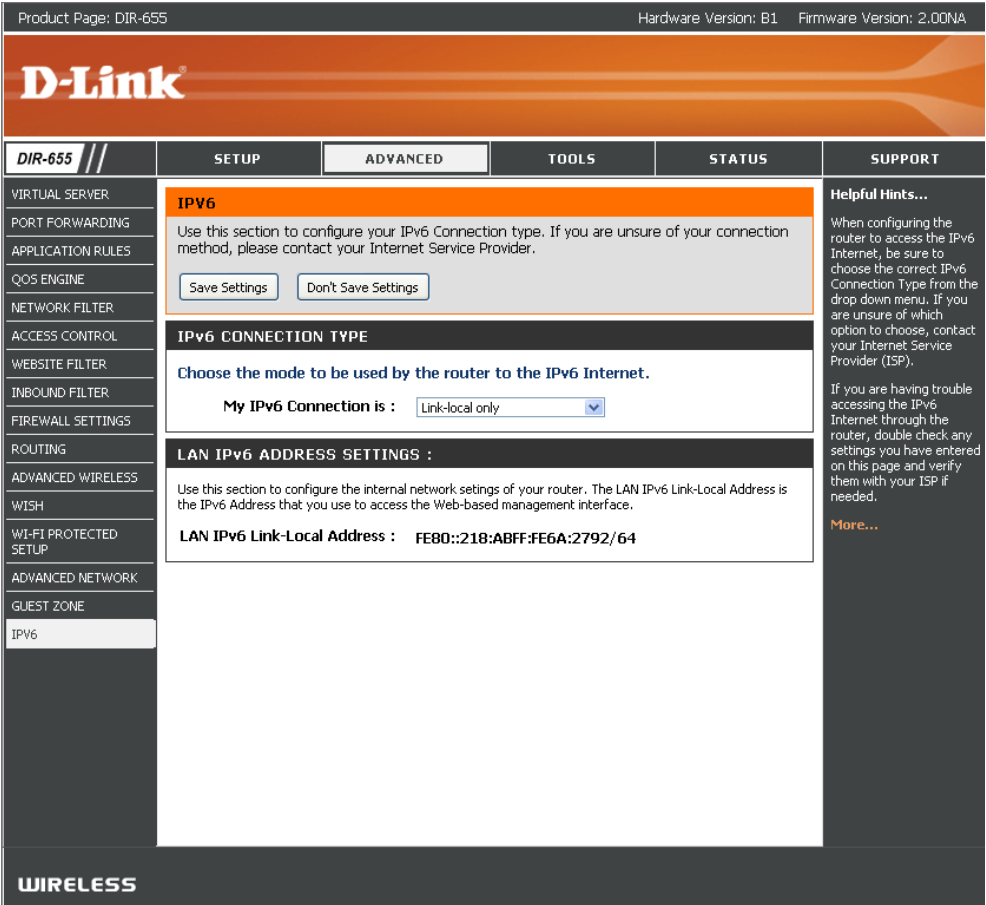 Product Page: DIR-655
Hardware Version: B1
Firmware Version: 2.00NA
D-Link®
DIR-655
SETUP
ADVANCED
TOOLS
STATUS
SUPPORT
VIRTUAL SERVER
PORT FORWARDING
APPLICATION RULES
QOS ENGINE
NETWORK FILTER
ACCESS CONTROL
WEBSITE FILTER
INBOUND FILTER
FIREWALL SETTINGS
ROUTING
ADVANCED WIRELESS
WISH
WI-FI PROTECTED
SETUP
ADVANCED NETWORK
GUEST ZONE
IPV6
IPV6
Use this section to configure your IPv6 Connection type. If you are unsure of your connection
method, please contact your Internet Service Provider.
Save Settings
Don't Save Settings
IPv6 CONNECTION TYPE
Choose the mode to be used by the router to the IPv6 Internet.
My IPv6 Connection is :
Link-local only
LAN IPv6 ADDRESS SETTINGS :
Use this section to configure the internal network setings of your router. The LAN IPv6 Link-Local Address is
the IPv6 Address that you use to access the Web-based management interface.
LAN IPv6 Link-Local Address :
FE80::218:ABFF:FE6A:2792/64
Helpful Hints...
When configuring the
router to access the IPv6
Internet, be sure to
choose the correct IPv6
Connection Type from the
drop down menu. If you
are unsure of which
option to choose, contact
your Internet Service
Provider (ISP).
If you are having trouble
accessing the IPv6
Internet through the
router, double check any
settings you have entered
on this page and verify
them with your ISP if
needed.
More...
WIRELESS